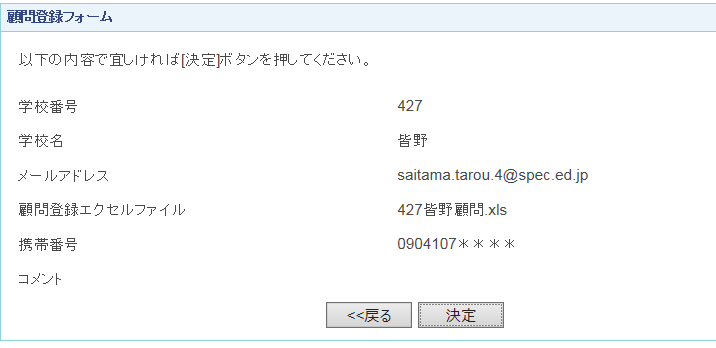 顧問登録フォーム
以下の内容で宜しければ[決定]ボタンを押してください。
学校番号 427
学校名 皆野
メールアドレス saitama.tarou.4@spec.ed.jp
顧問登録エクセルファイル 427皆野顧問.xls
携帯番号 0904107＊＊＊＊
コメント
<<戻る 決定